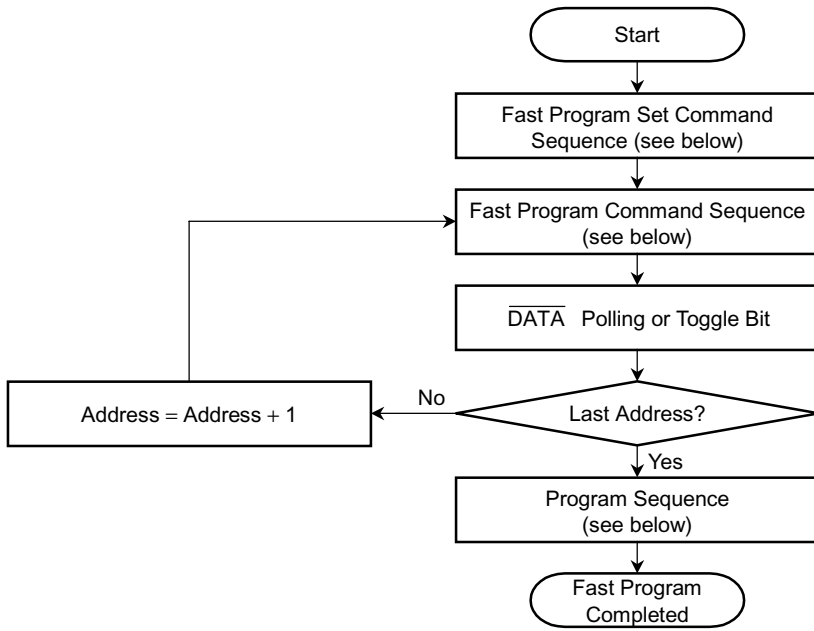 Start
Fast Program Set Command
Sequence (see below)
Fast Program Command Sequence
(see below)
DATA Polling or Toggle Bit
Address = Address + 1
No
Last Address?
Yes
Program Sequence
(see below)
Fast Program
Completed